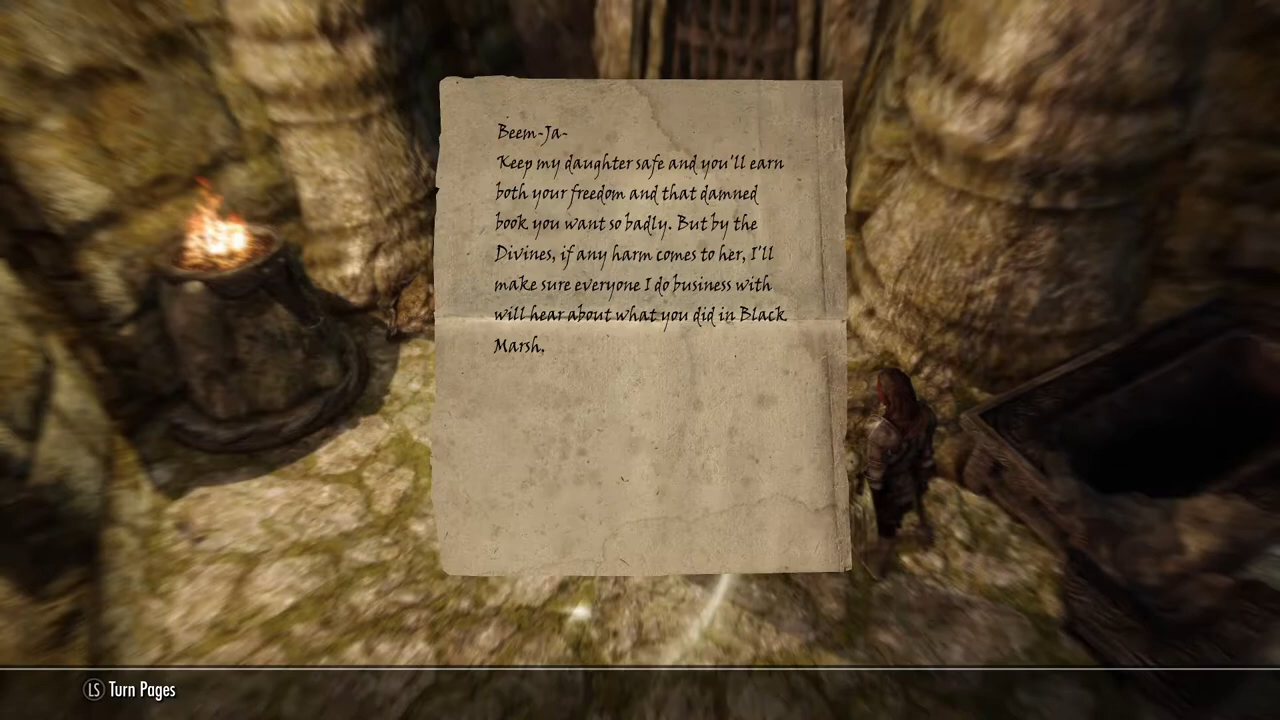 Beem-Ja-
Keep my daughter safe and you'll earn
both your freedom and that damned
book you want so badly. But by the
Divines, if any harm comes to her, I'll
make sure everyone I do business with
will hear about what you did in Black
Marsh.
LS Turn Pages